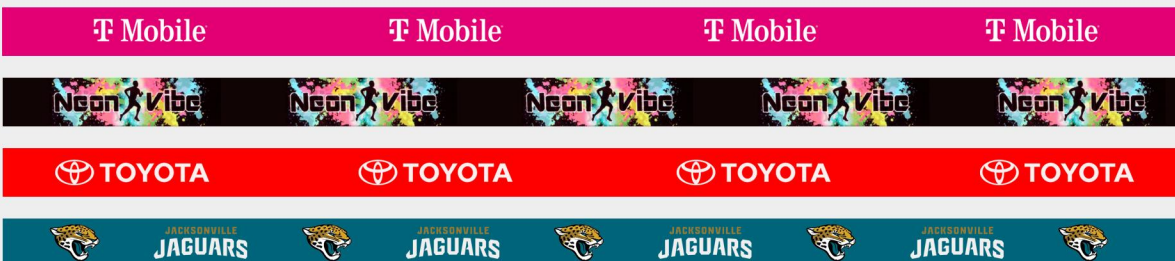 T Mobile T Mobile T Mobile T Mobile
Neon Vibe Neon Vibe Neon Vibe Neon Vibe Neon Vibe
TOYOTA TOYOTA TOYOTA TOYOTA
JACKSONVILLE JACKSONVILLE JACKSONVILLE JACKSONVILLE
JAGUARS JAGUARS JAGUARS JAGUARS